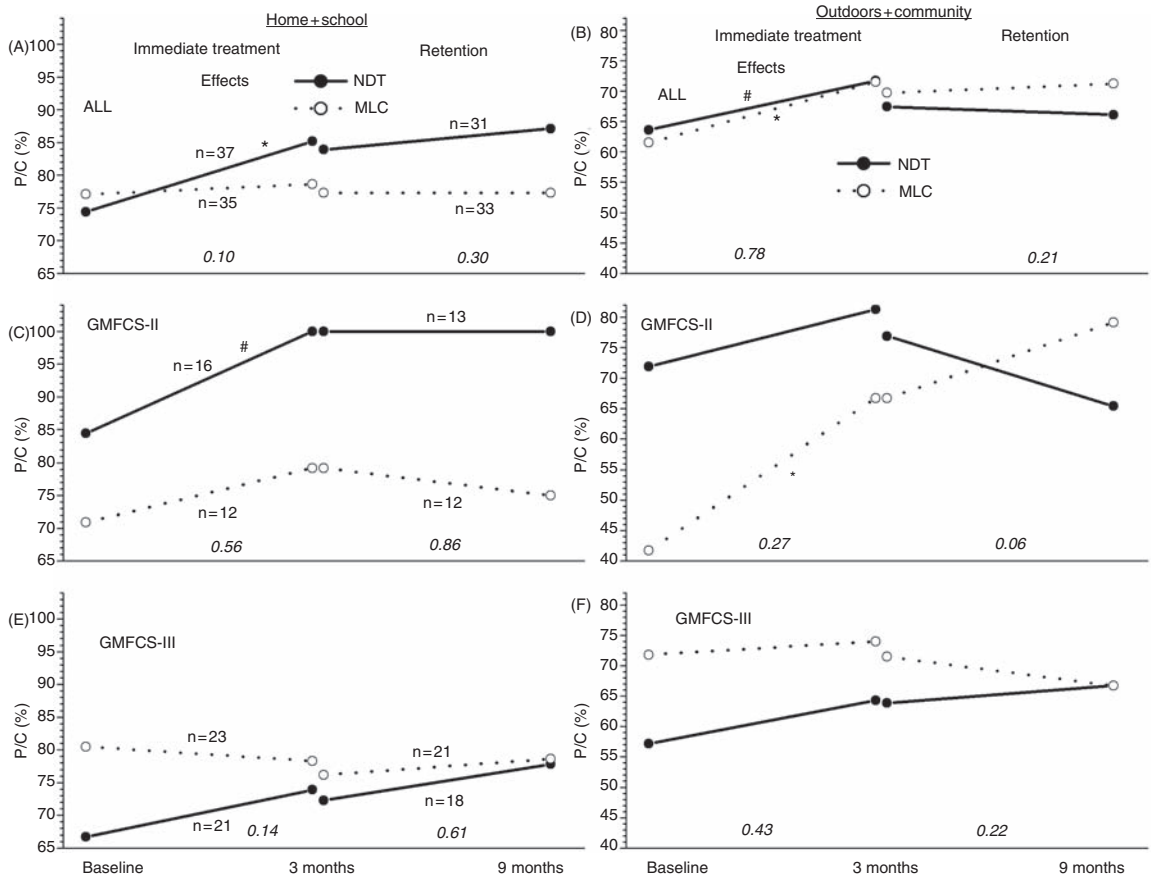 Home+school
(A)
100
95
90
85
80
75
70
65
P/C (%)
Immediate treatment
Retention
Effects
NDT
MLC
ALL
n=37
*
n=31
n=35
n=33
0.10
0.30
Outdoors+community
(B)
80
75
70
65
60
55
50
45
40
P/C (%)
Immediate treatment
Retention
Effects
ALL
#
*
NDT
MLC
0.78
0.21
(C)
100
95
90
85
80
75
70
65
P/C (%)
GMFCS-II
n=16
#
n=13
n=12
n=12
0.56
0.86
(D)
80
75
70
65
60
55
50
45
40
P/C (%)
GMFCS-II
*
0.27
0.06
(E)
100
95
90
85
80
75
70
65
P/C (%)
GMFCS-III
n=23
n=21
n=21
n=18
0.14
0.61
Baseline
3 months
9 months
(F)
80
75
70
65
60
55
50
45
40
P/C (%)
GMFCS-III
0.43
0.22
Baseline
3 months
9 months